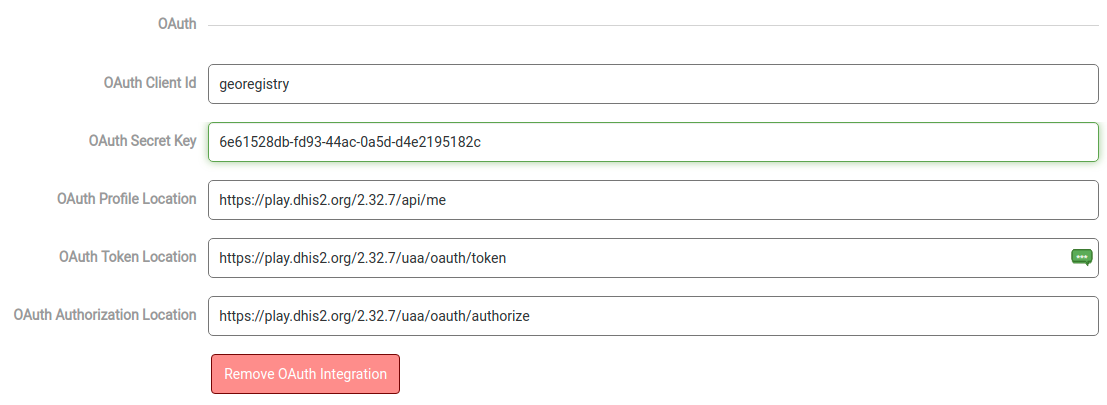 OAuth
OAuth Client Id georegistry
OAuth Secret Key 6e61528db-fd93-44ac-0a5d-d4e2195182c
OAuth Profile Location https://play.dhis2.org/2.32.7/api/me
OAuth Token Location https://play.dhis2.org/2.32.7/uaa/oauth/token
OAuth Authorization Location https://play.dhis2.org/2.32.7/uaa/oauth/authorize
Remove OAuth Integration